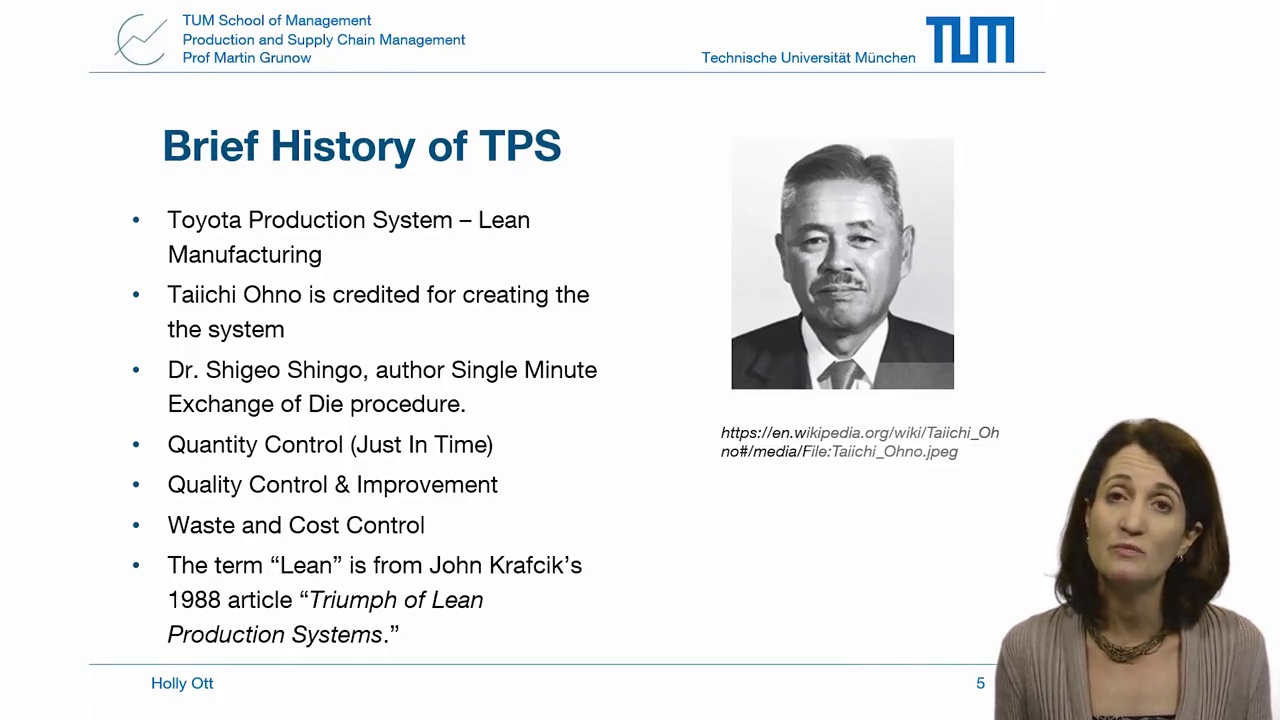 TUM School of Management
Production and Supply Chain Management
Prof Martin Grunow
Technische Universität München
TUM
Brief History of TPS
• Toyota Production System – Lean
Manufacturing
• Taiichi Ohno is credited for creating the
the system
• Dr. Shigeo Shingo, author Single Minute
Exchange of Die procedure.
• Quantity Control (Just In Time)
• Quality Control & Improvement
• Waste and Cost Control
• The term “Lean” is from John Krafcik’s
1988 article “Triumph of Lean
Production Systems.”
https://en.wikipedia.org/wiki/Taiichi_Oh
no#/media/File:Taiichi_Ohno.jpeg
Holly Ott
5